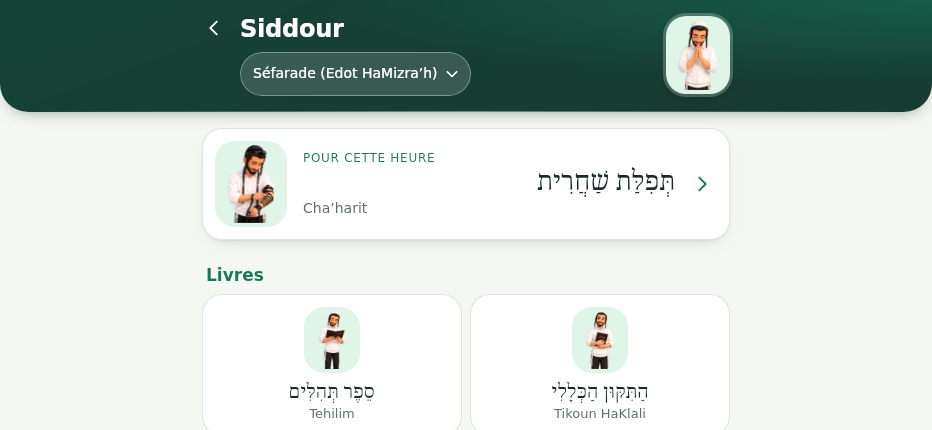 Siddour
Séfarade (Edot HaMizra’h)
POUR CETTE HEURE
תְּפִלַּת שַׁחֲרִית
Cha’harit
Livres
סֵפֶר תְּהִלִּים
Tehilim
הַתִּקּוּן הַכְּלָלִי
Tikoun HaKlali